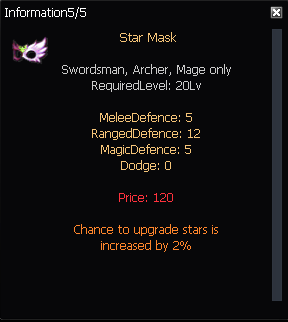 Information5/5
Star Mask
Swordsman, Archer, Mage only
RequiredLevel: 20Lv
MeleeDefence: 5
RangedDefence: 12
MagicDefence: 5
Dodge: 0
Price: 120
Chance to upgrade stars is
increased by 2%